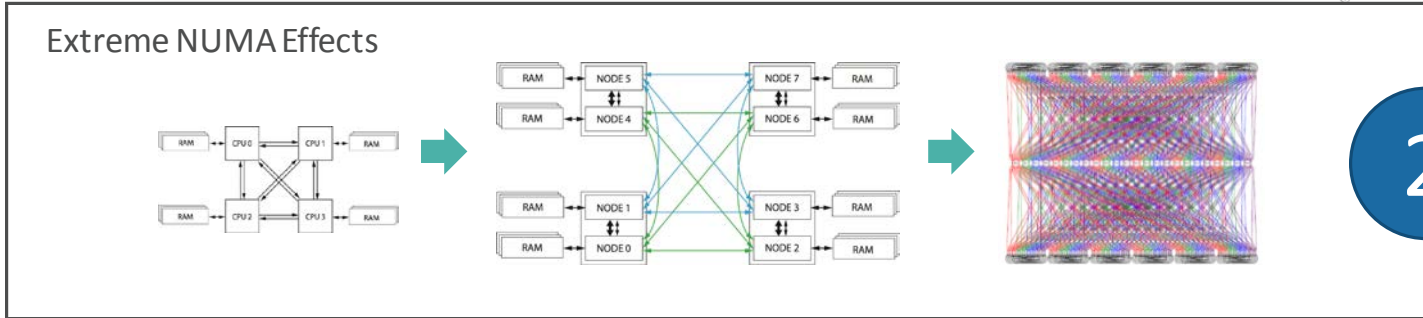 Extreme NUMA Effects
RAM CPU 0 CPU 1 RAM
RAM CPU 2 CPU 3 RAM
RAM NODE 5 NODE 7 RAM
RAM NODE 4 NODE 6 RAM
RAM NODE 1 NODE 3 RAM
RAM NODE 0 NODE 2 RAM
2